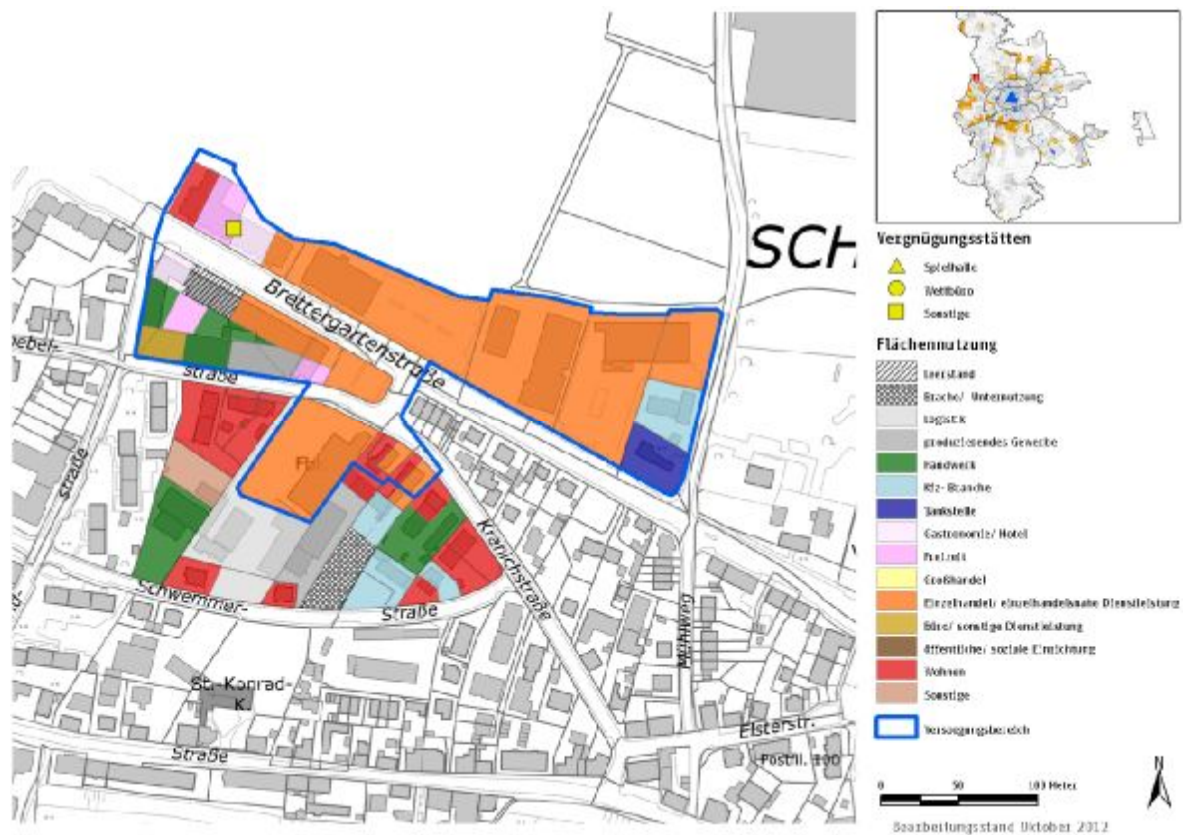 SCH
Brettergartenstraße
straße
straße
Kranichstraße
Schwemmer-
Straße
Mühlweg
St.-Konrad-
K.
Straße
Elsterstr.
Vergnügungsstätten
Spielhalle
Wettbüro
Sonstige
Flächennutzung
Leerstand
Brache/ Unternutzung
Logistik
produzierendes Gewerbe
Handwerk
Kfz-Branche
Tankstelle
Gastronomie/ Hotel
Freizeit
Großhandel
Einzelhandel/ einzelhandelsnahe Dienstleistung
Büro/ sonstige Dienstleistung
öffentliche/ soziale Einrichtung
Wohnen
Sonstige
Versorgungsbereich
N
0 50 100 Meter
Bearbeitungsstand Oktober 2012